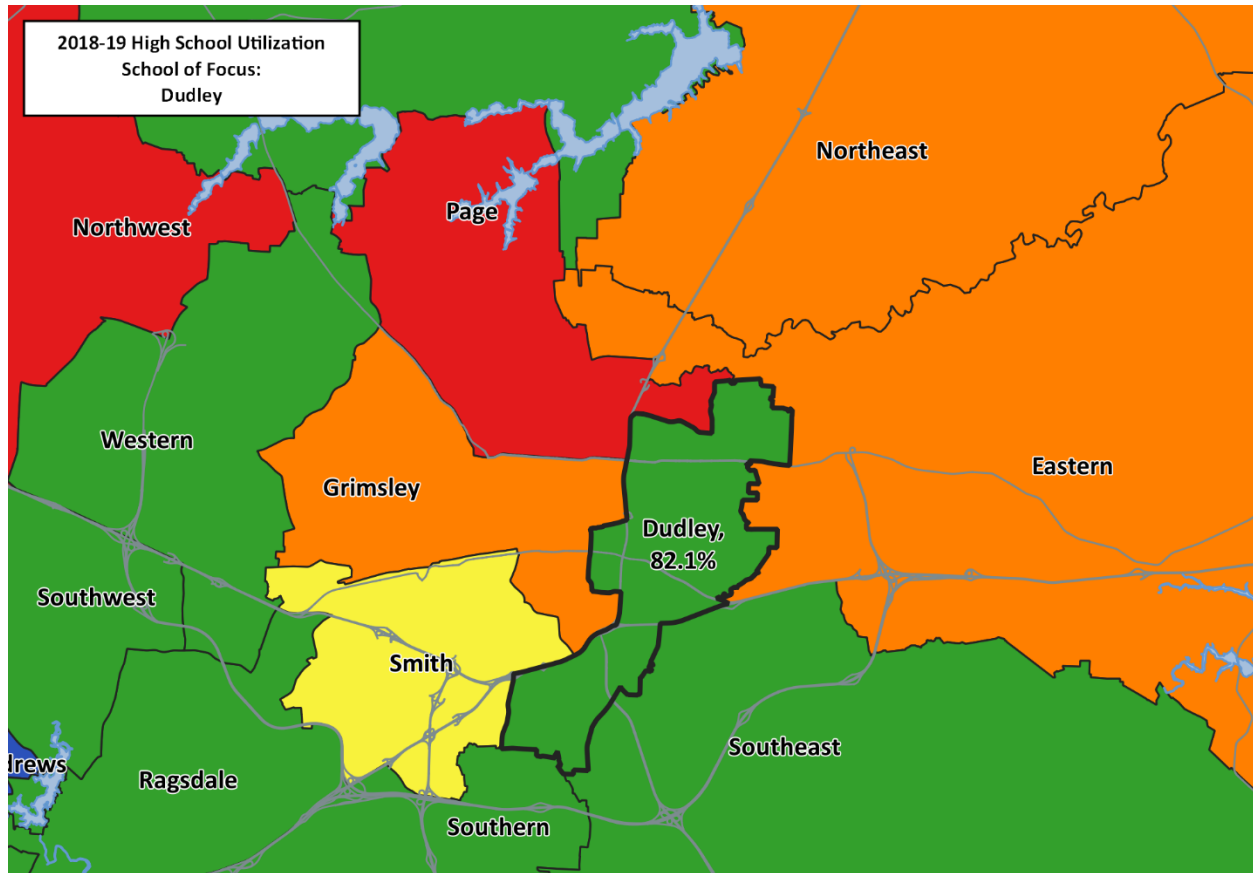 2018-19 High School Utilization
School of Focus:
Dudley
Northeast
Page
Northwest
Western
Grimsley
Eastern
Dudley,
82.1%
Southwest
Smith
Southeast
drews
Ragsdale
Southern